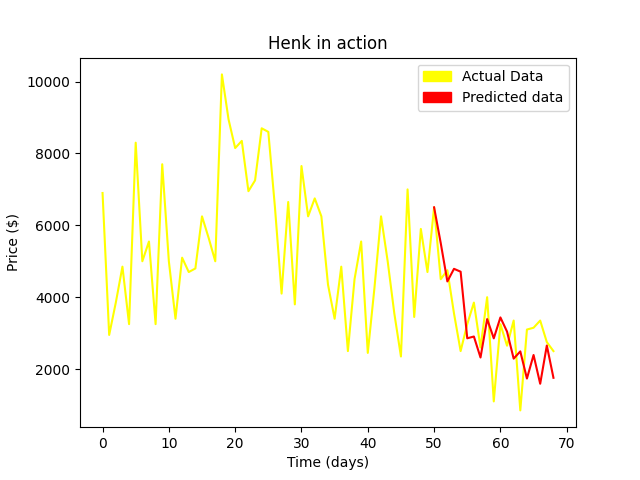 Henk in action
Actual Data
Predicted data
Price ($)
10000
8000
6000
4000
2000
0 10 20 30 40 50 60 70
Time (days)